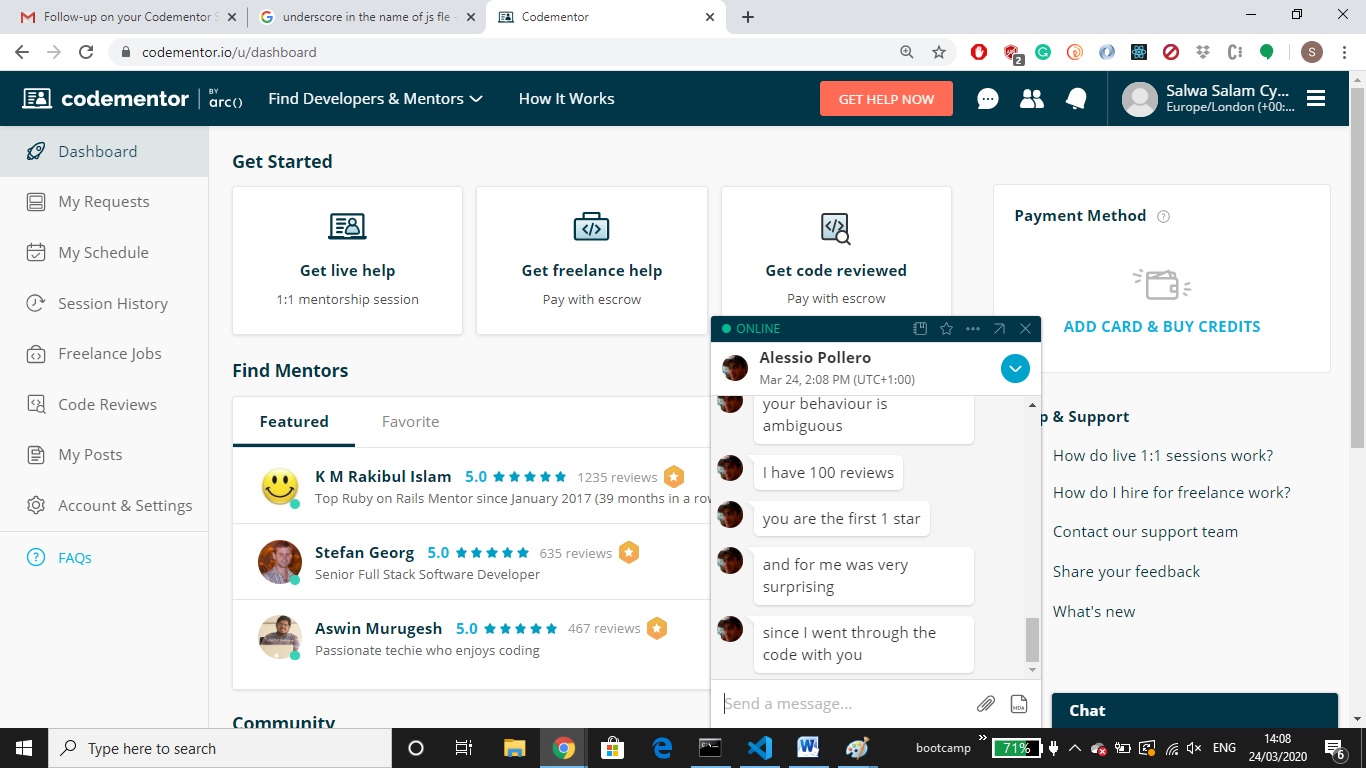 Follow-up on your Codementor S
underscore in the name of js fle -
Codementor
codementor.io/u/dashboard
2
S
codementor
BY
arc()
Find Developers & Mentors
How It Works
GET HELP NOW
Salwa Salam Cy...
Europe/London (+00:...
Dashboard
My Requests
My Schedule
Session History
Freelance Jobs
Code Reviews
My Posts
Account & Settings
FAQs
Get Started
Get live help
1:1 mentorship session
Get freelance help
Pay with escrow
Get code reviewed
Pay with escrow
Payment Method
ADD CARD & BUY CREDITS
Find Mentors
Featured
Favorite
K M Rakibul Islam 5.0 1235 reviews
Top Ruby on Rails Mentor since January 2017 (39 months in a row
Stefan Georg 5.0 635 reviews
Senior Full Stack Software Developer
Aswin Murugesh 5.0 467 reviews
Passionate techie who enjoys coding
Community
ONLINE
Alessio Pollero
Mar 24, 2:08 PM (UTC+1:00)
your behaviour is
ambiguous
I have 100 reviews
you are the first 1 star
and for me was very
surprising
since I went through the
code with you
Send a message...
MDA
p & Support
How do live 1:1 sessions work?
How do I hire for freelance work?
Contact our support team
Share your feedback
What's new
Chat
Type here to search
bootcamp
71%
ENG
14:08
24/03/2020
6